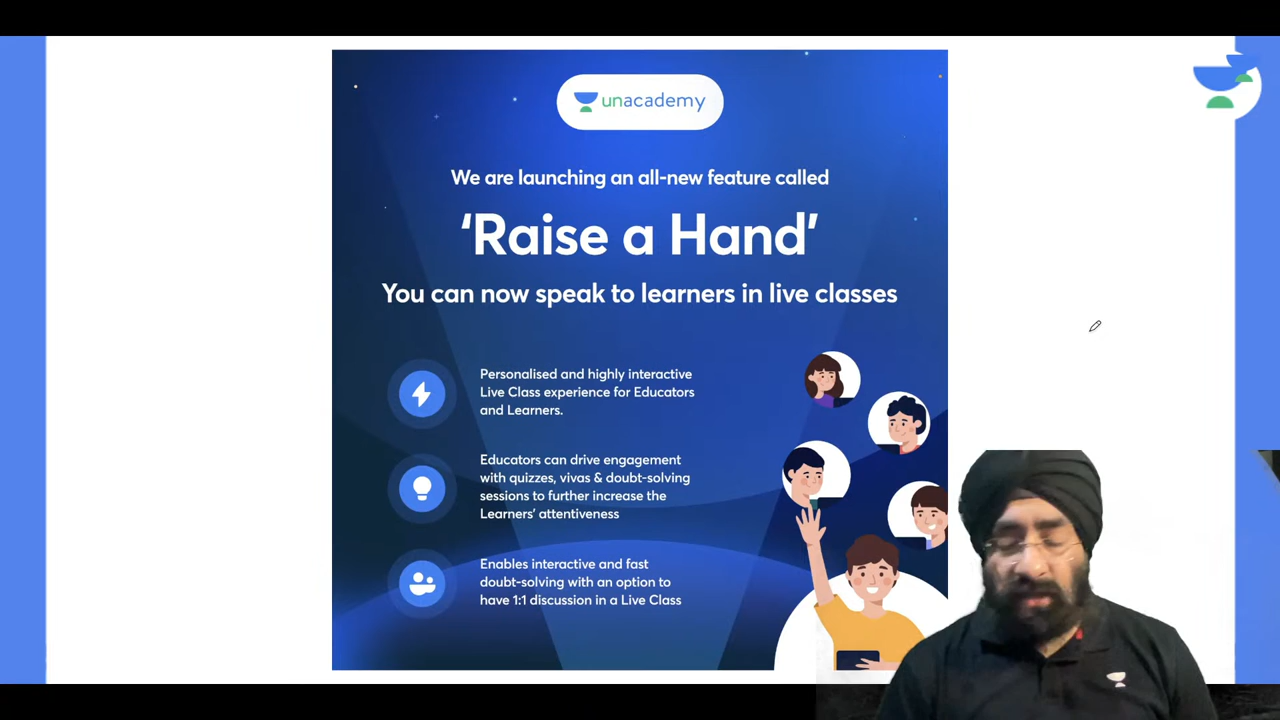 unacademy
We are launching an all-new feature called
‘Raise a Hand’
You can now speak to learners in live classes
Personalised and highly interactive
Live Class experience for Educators
and Learners.
Educators can drive engagement
with quizzes, vivas & doubt-solving
sessions to further increase the
Learners’ attentiveness
Enables interactive and fast
doubt-solving with an option to
have 1:1 discussion in a Live Class